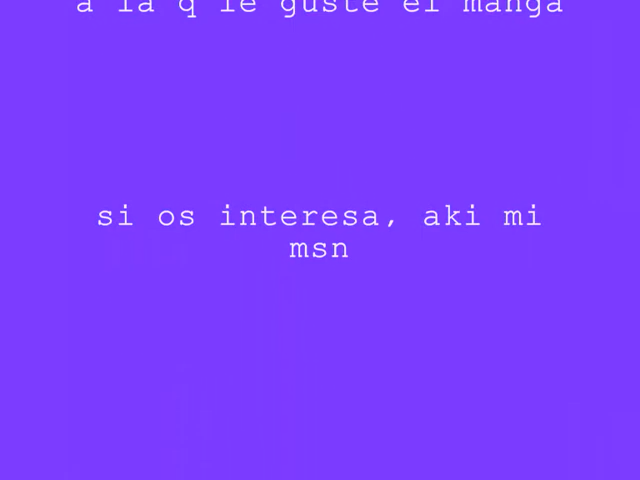 a la q le guste el manga
si os interesa, aki mi
msn